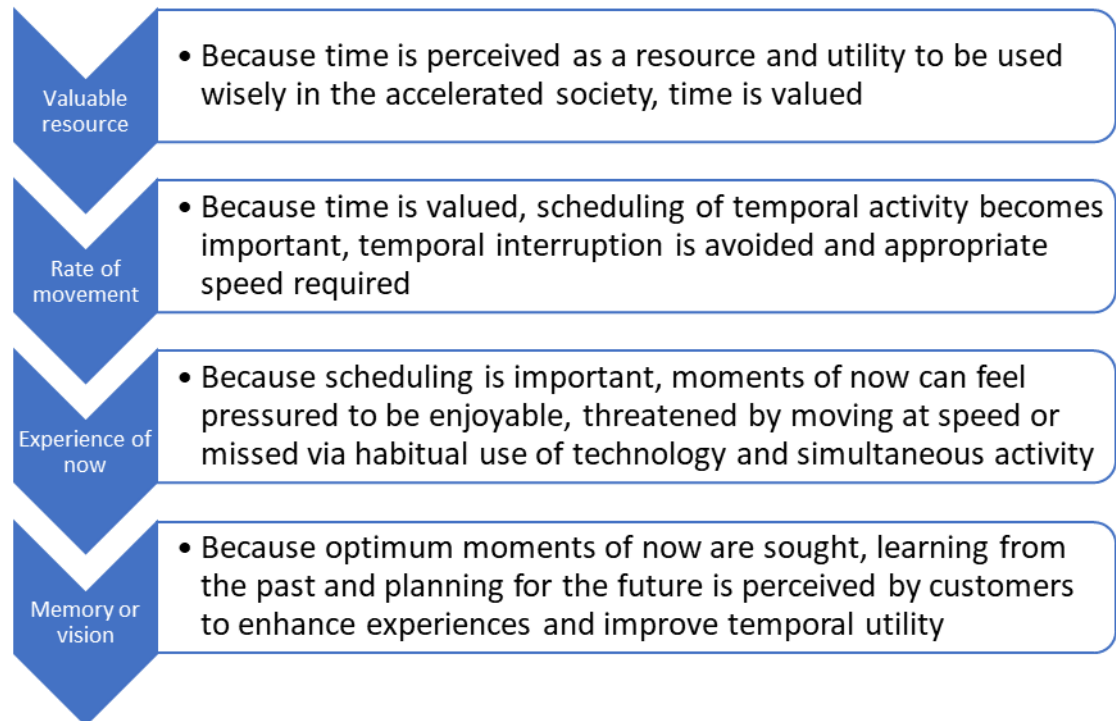 Valuable
resource
• Because time is perceived as a resource and utility to be used
wisely in the accelerated society, time is valued
Rate of
movement
• Because time is valued, scheduling of temporal activity becomes
important, temporal interruption is avoided and appropriate
speed required
Experience of
now
• Because scheduling is important, moments of now can feel
pressured to be enjoyable, threatened by moving at speed or
missed via habitual use of technology and simultaneous activity
Memory or
vision
• Because optimum moments of now are sought, learning from
the past and planning for the future is perceived by customers
to enhance experiences and improve temporal utility